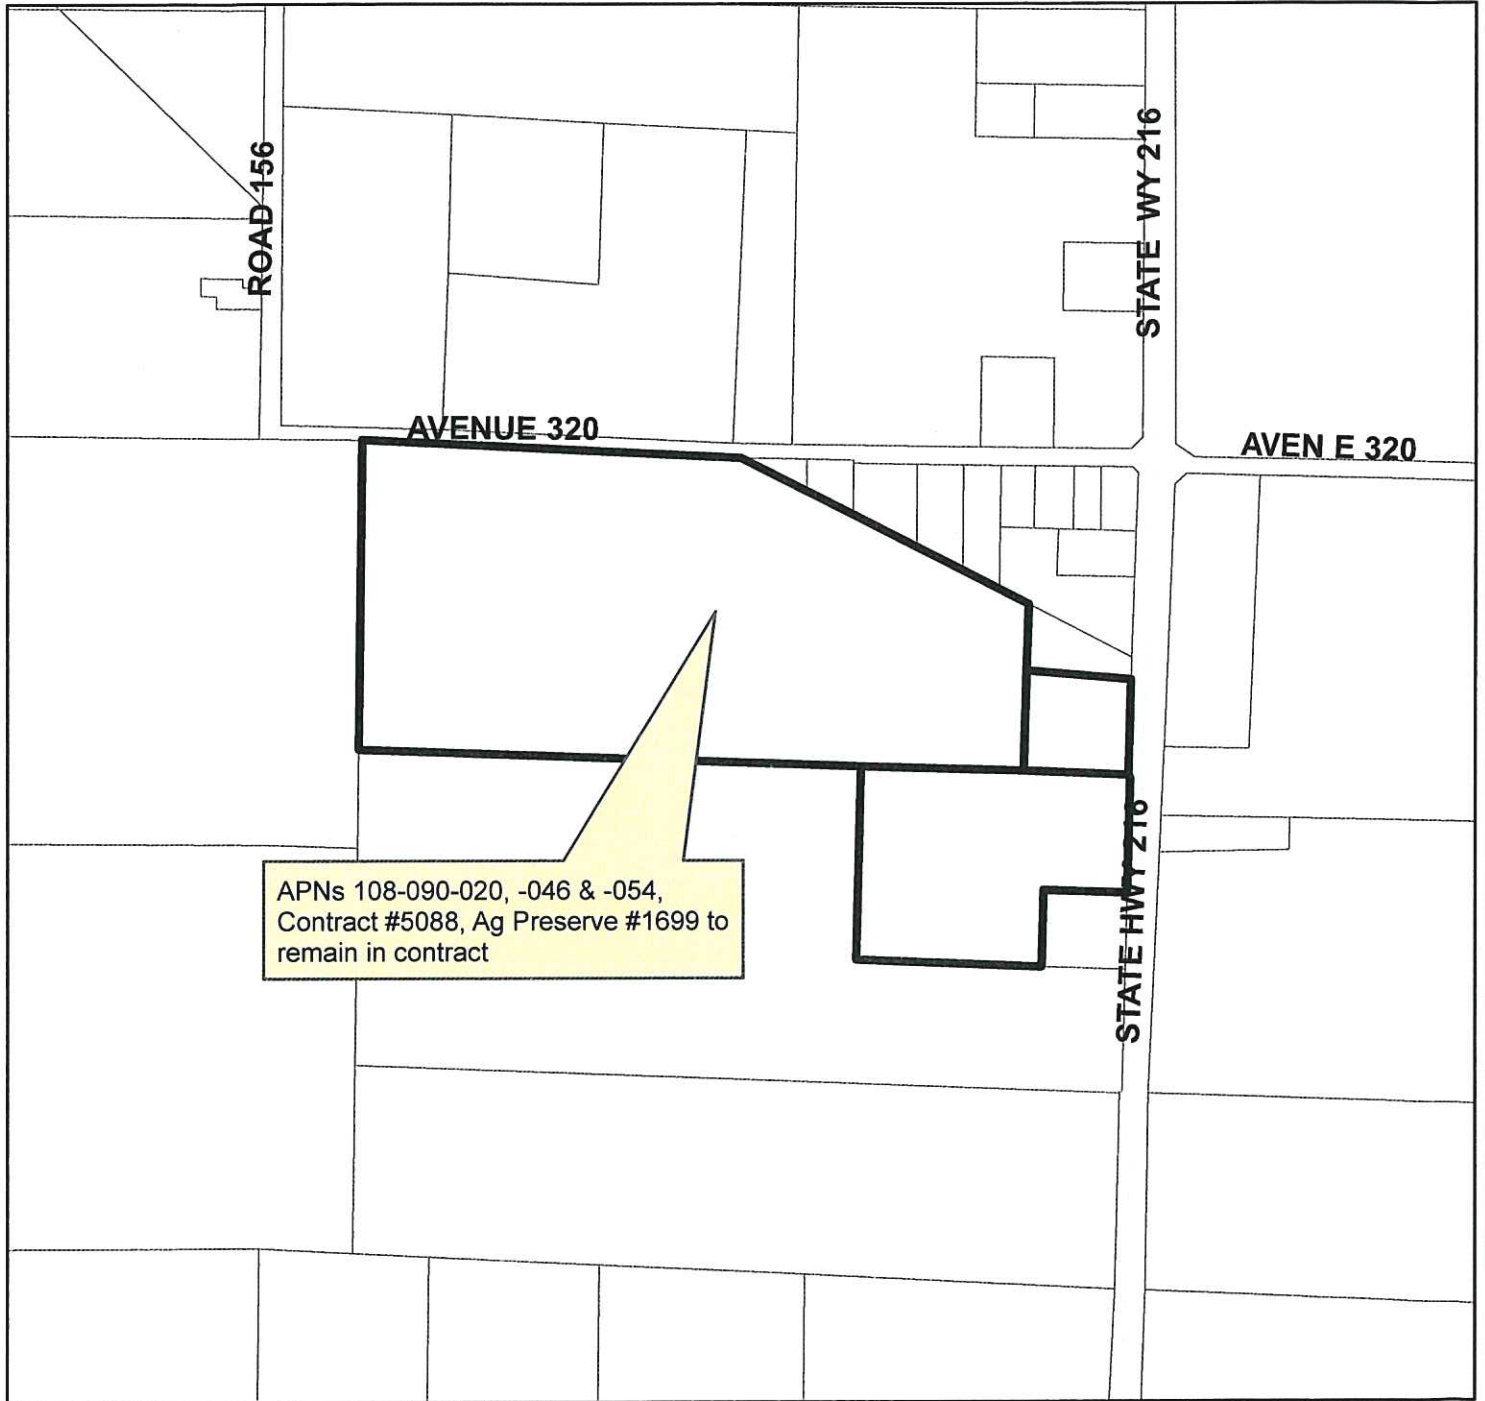 ROAD 156
STATE WY 216
AVENUE 320
AVEN E 320
APNs 108-090-020, -046 & -054,
Contract #5088, Ag Preserve #1699 to
remain in contract
STATE HWY 216